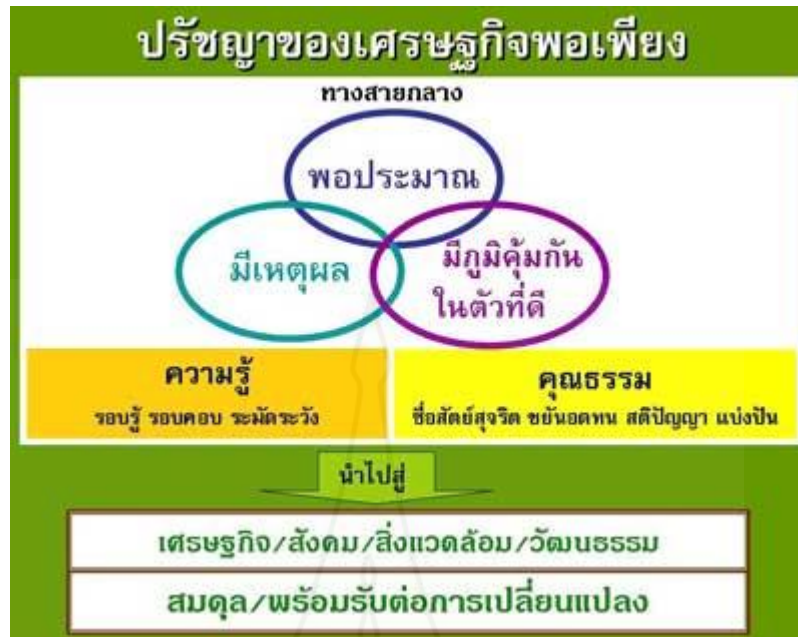 ปรัชญาของเศรษฐกิจพอเพียง
ทางสายกลาง
พอประมาณ
มีเหตุผล
มีภูมิคุ้มกัน
ในตัวที่ดี
ความรู้
รอบรู้ รอบคอบ ระมัดระวัง
คุณธรรม
ซื่อสัตย์สุจริต ขยันอดทน สติปัญญา แบ่งปัน
นำไปสู่
เศรษฐกิจ/สังคม/สิ่งแวดล้อม/วัฒนธรรม
สมดุล/พร้อมรับต่อการเปลี่ยนแปลง